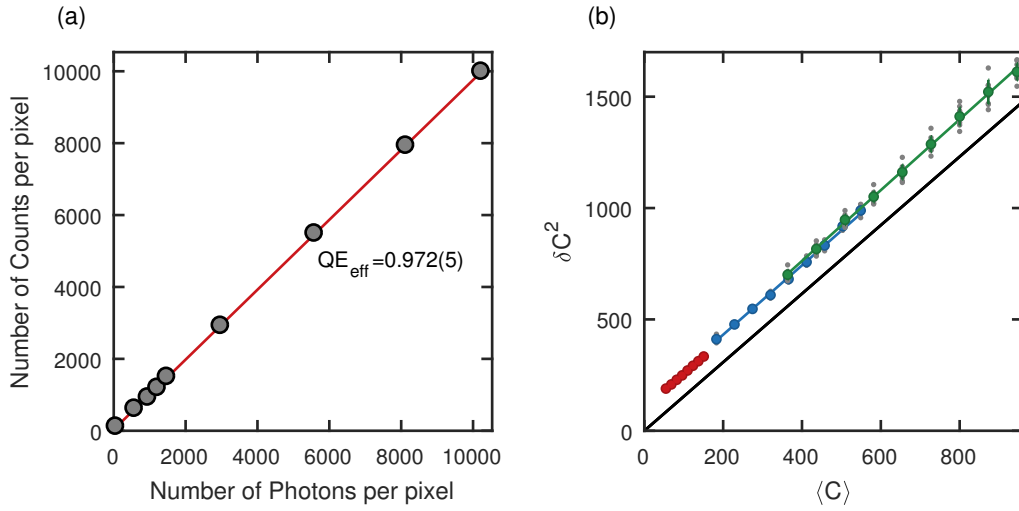 (a)
10000
8000
6000
4000
2000
0
Number of Counts per pixel
QE_eff=0.972(5)
0 2000 4000 6000 8000 10000
Number of Photons per pixel
(b)
1500
1000
500
0
δC²
0 200 400 600 800
⟨C⟩